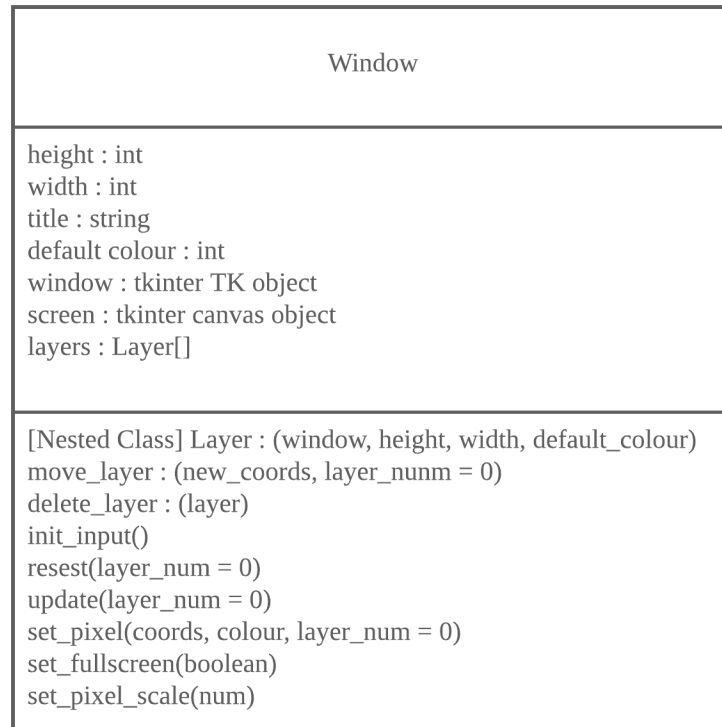 Window
height : int
width : int
title : string
default colour : int
window : tkinter TK object
screen : tkinter canvas object
layers : Layer[]
[Nested Class] Layer : (window, height, width, default_colour)
move_layer : (new_coords, layer_nunm = 0)
delete_layer : (layer)
init_input()
resest(layer_num = 0)
update(layer_num = 0)
set_pixel(coords, colour, layer_num = 0)
set_fullscreen(boolean)
set_pixel_scale(num)